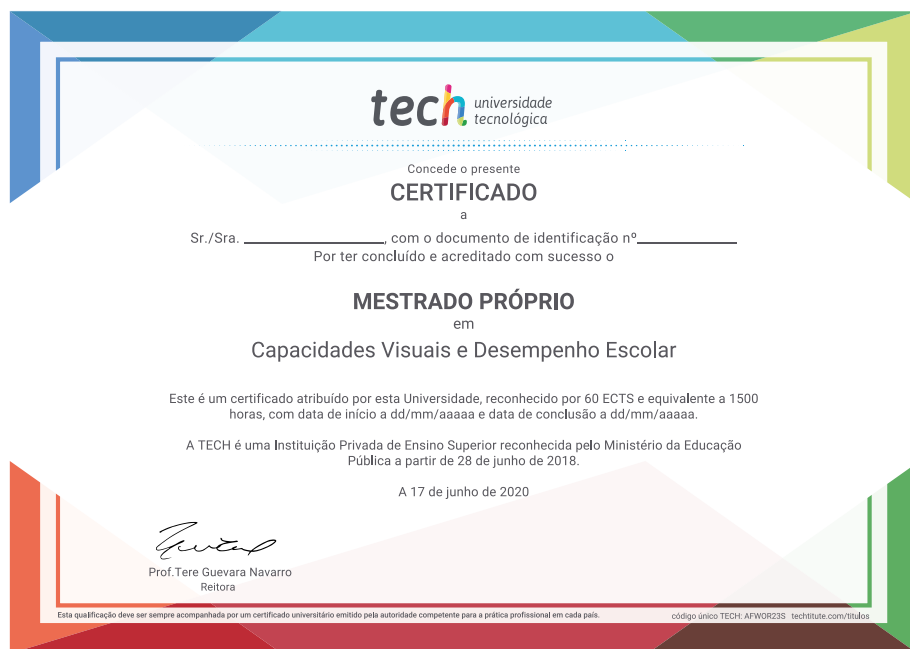 tech universidade
tecnológica
Concede o presente
CERTIFICADO
a
Sr./Sra. ____________________, com o documento de identificação nº______________
Por ter concluído e acreditado com sucesso o
MESTRADO PRÓPRIO
em
Capacidades Visuais e Desempenho Escolar
Este é um certificado atribuído por esta Universidade, reconhecido por 60 ECTS e equivalente a 1500
horas, com data de início a dd/mm/aaaaa e data de conclusão a dd/mm/aaaaa.
A TECH é uma Instituição Privada de Ensino Superior reconhecida pelo Ministério da Educação
Pública a partir de 28 de junho de 2018.
A 17 de junho de 2020
Prof.Tere Guevara Navarro
Reitora
Esta qualificação deve ser sempre acompanhada por um certificado universitário emitido pela autoridade competente para a prática profissional em cada país.
código único TECH: AFWOR23S techtitute.com/titulos